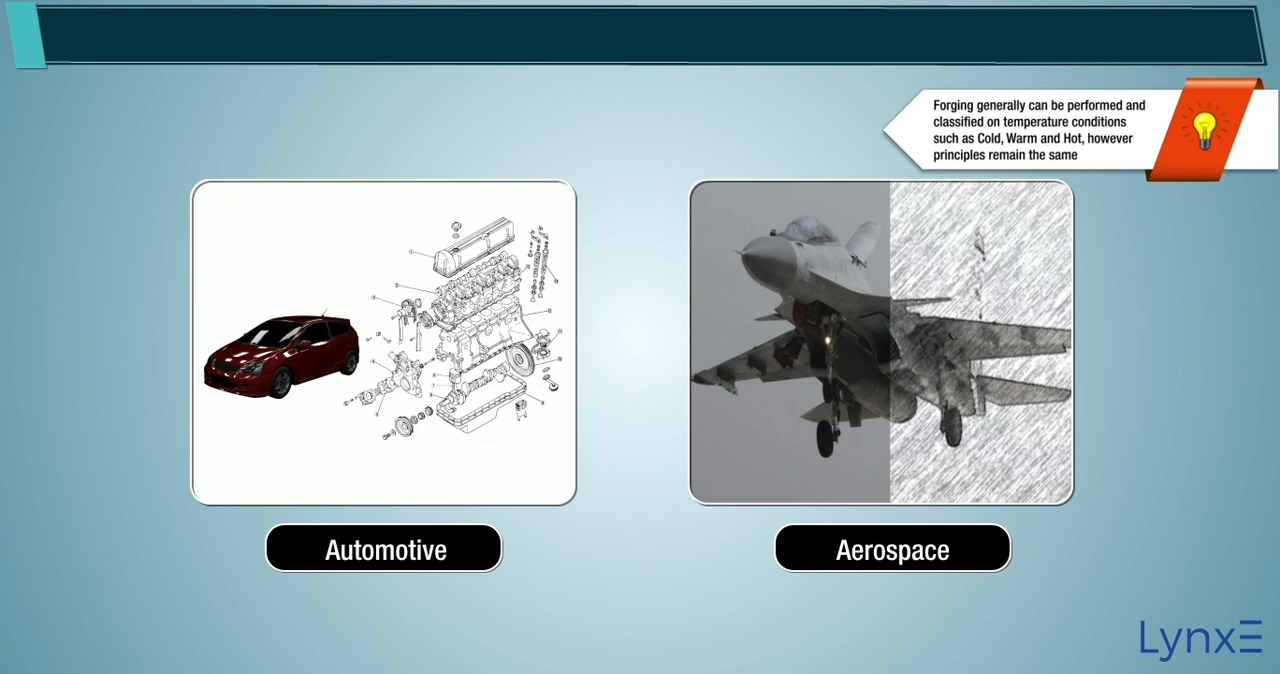 Forging generally can be performed and
classified on temperature conditions
such as Cold, Warm and Hot, however
principles remain the same
Automotive
Aerospace
LynxE